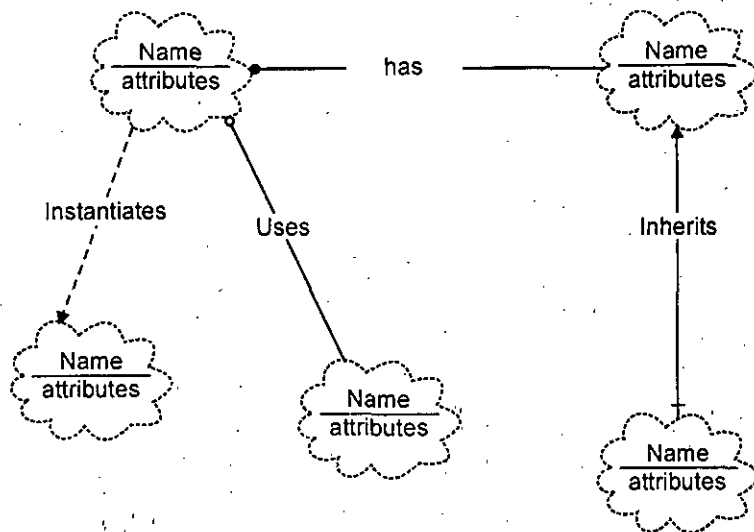 Name
attributes
has
Name
attributes
Instantiates
Uses
Inherits
Name
attributes
Name
attributes
Name
attributes